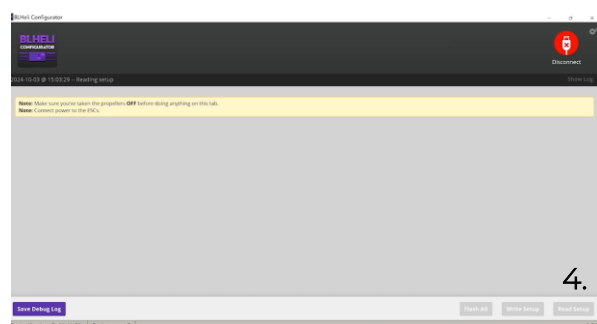 BLHeli Configurator
BLHELI
CONFIGURATOR
Disconnect
2024-10-03 @ 15:03:29 – Reading setup
Show Log
Note: Make sure you've taken the propellers OFF before doing anything on this tab.
Note: Connect power to the ESCs.
4.
Save Debug Log
Flash All
Write Setup
Read Setup